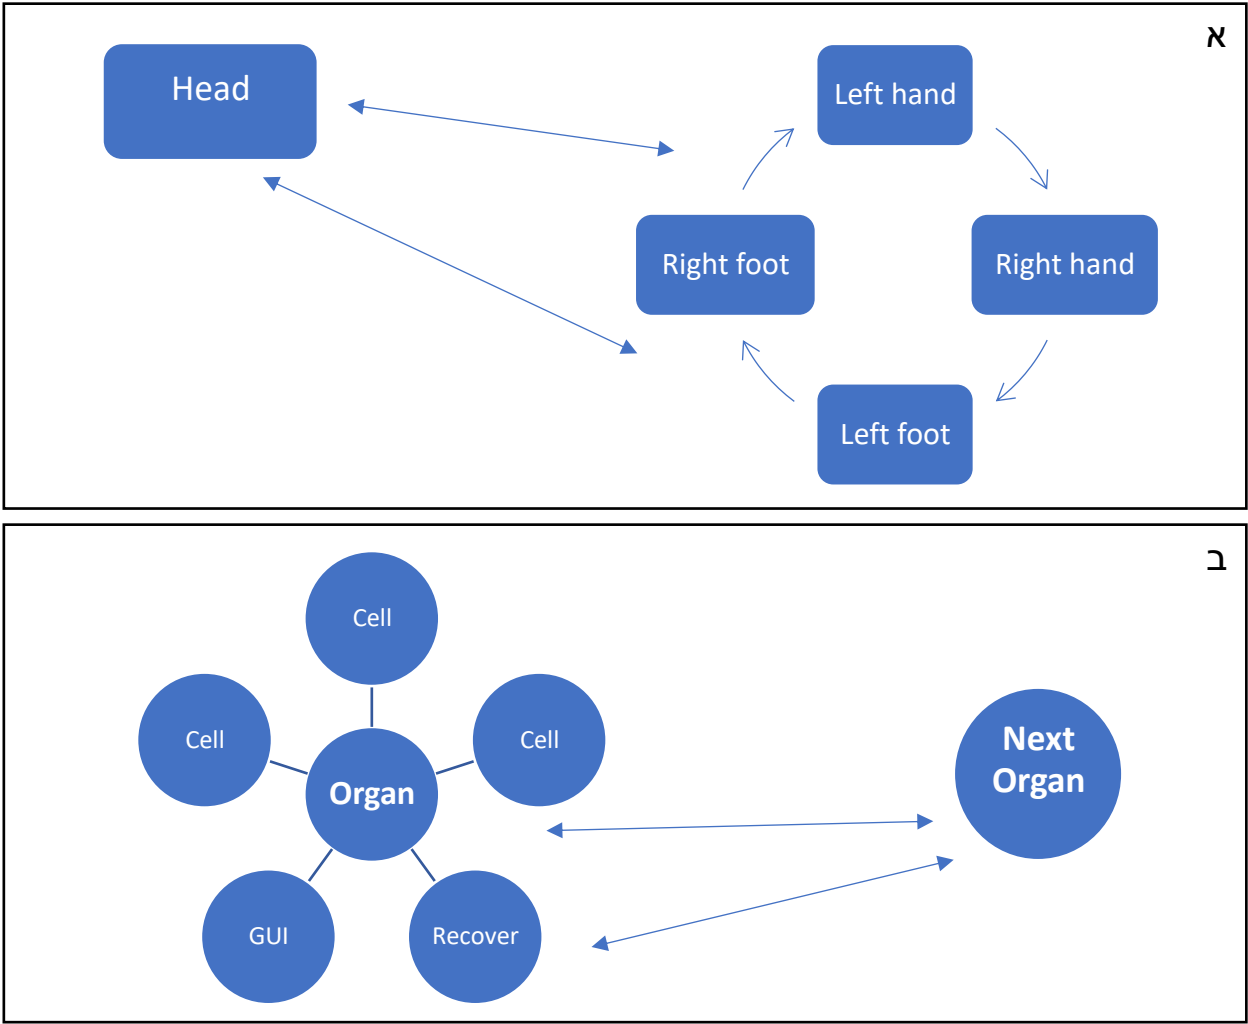 א
Head
Left hand
Right foot
Right hand
Left foot
ב
Cell
Cell
Cell
Organ
Next
Organ
GUI
Recover